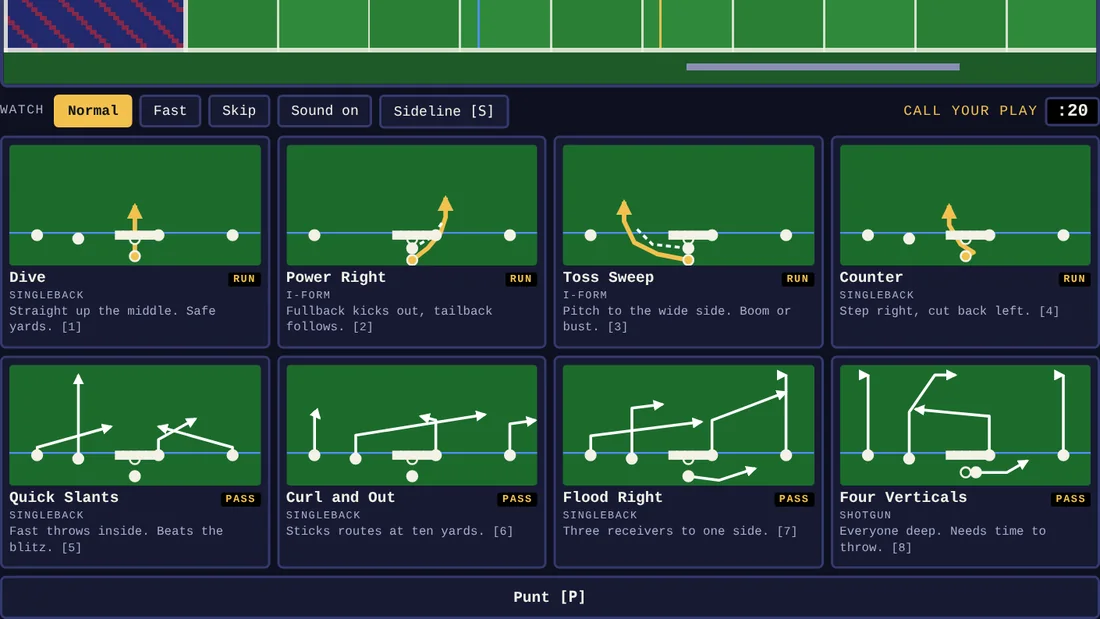 WATCH Normal Fast Skip Sound on Sideline [S] CALL YOUR PLAY :20
Dive RUN
SINGLEBACK
Straight up the middle. Safe
yards. [1]
Power Right RUN
I-FORM
Fullback kicks out, tailback
follows. [2]
Toss Sweep RUN
I-FORM
Pitch to the wide side. Boom or
bust. [3]
Counter RUN
SINGLEBACK
Step right, cut back left. [4]
Quick Slants PASS
SINGLEBACK
Fast throws inside. Beats the
blitz. [5]
Curl and Out PASS
SINGLEBACK
Sticks routes at ten yards. [6]
Flood Right PASS
SINGLEBACK
Three receivers to one side. [7]
Four Verticals PASS
SHOTGUN
Everyone deep. Needs time to
throw. [8]
Punt [P]